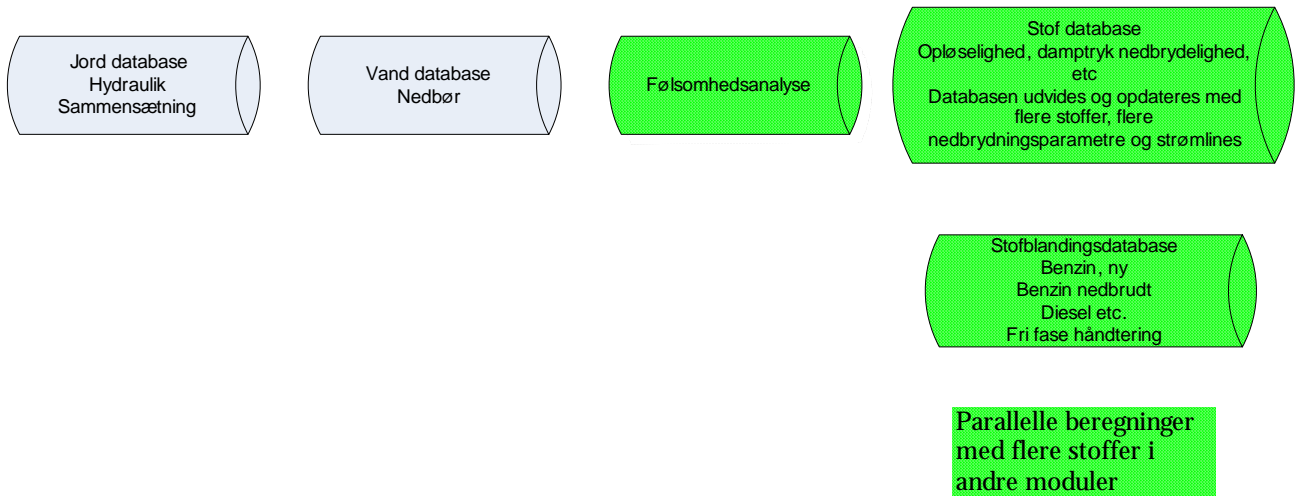 Jord database
Hydraulik
Sammensætning
Vand database
Nedbør
Følsomhedsanalyse
Stof database
Opløselighed, damptryk nedbrydelighed,
etc
Databasen udvides og opdateres med
flere stoffer, flere
nedbrydningsparametre og strømlines
Stofblandingsdatabase
Benzin, ny
Benzin nedbrudt
Diesel etc.
Fri fase håndtering
Parallelle beregninger
med flere stoffer i
andre moduler